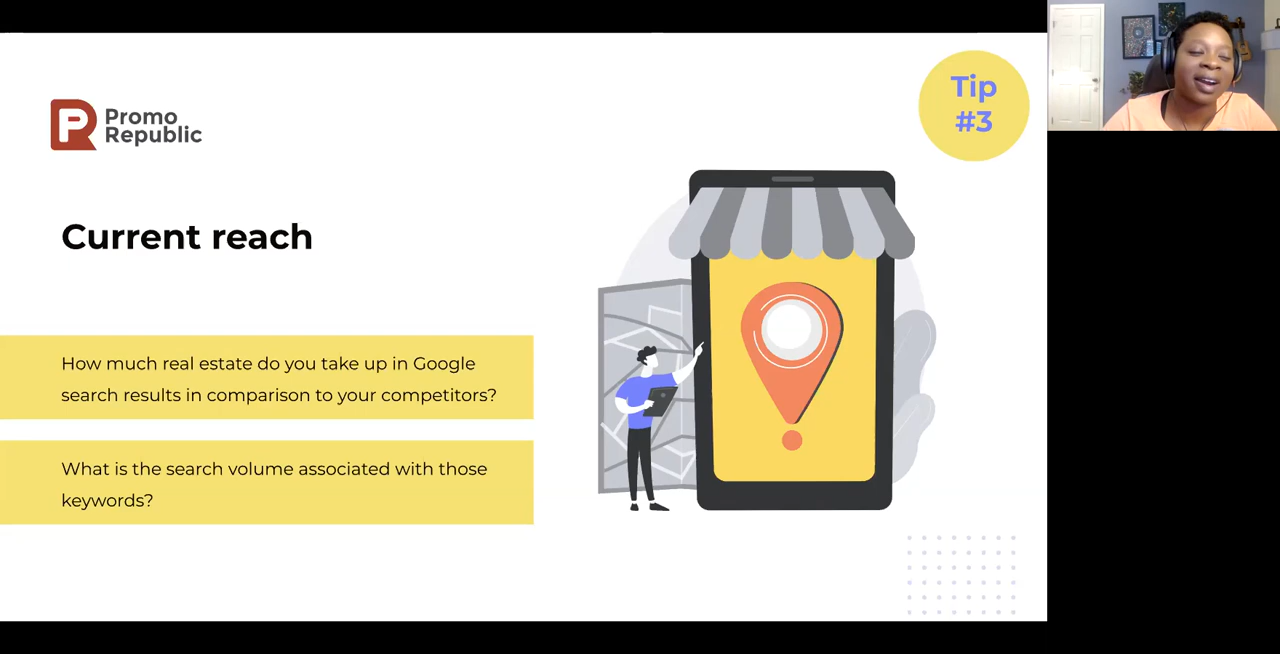 Promo
Republic
Tip
#3
Current reach
How much real estate do you take up in Google
search results in comparison to your competitors?
What is the search volume associated with those
keywords?